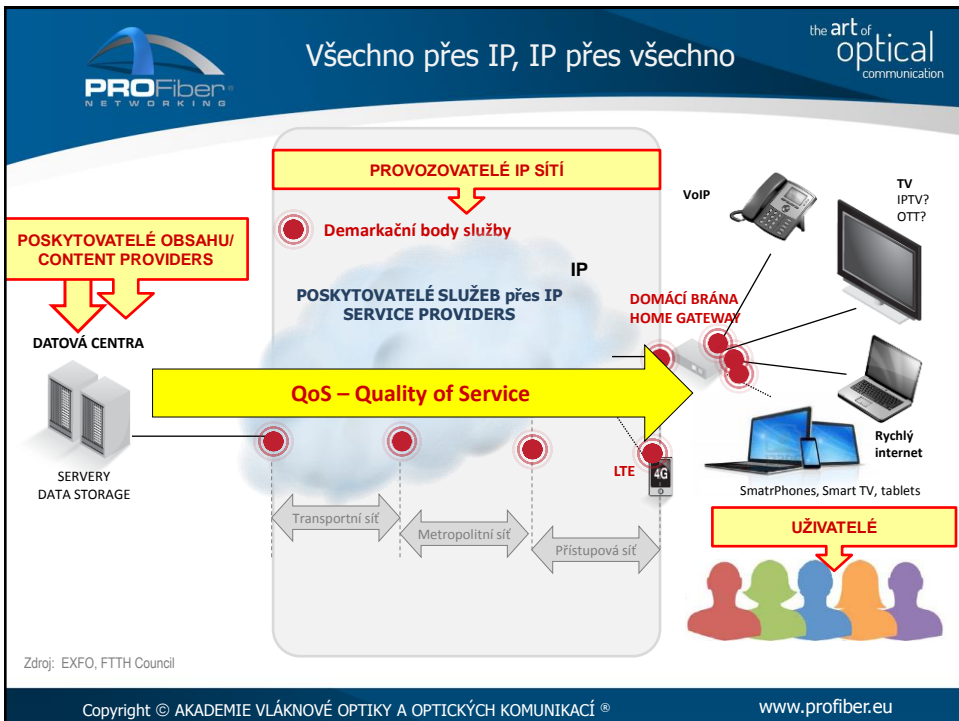 PROFiber®
NETWORKING
Všechno přes IP, IP přes všechno
the art of
optical
communication
PROVOZOVATELÉ IP SÍTÍ
Demarkační body služby
POSKYTOVATELÉ OBSAHU/
CONTENT PROVIDERS
IP
POSKYTOVATELÉ SLUŽEB přes IP
SERVICE PROVIDERS
VoIP
TV
IPTV?
OTT?
DOMÁCÍ BRÁNA
HOME GATEWAY
DATOVÁ CENTRA
QoS – Quality of Service
SERVERY
DATA STORAGE
LTE
4G
Rychlý
internet
SmatrPhones, Smart TV, tablets
Transportní síť
Metropolitní síť
Přístupová síť
UŽIVATELÉ
Zdroj: EXFO, FTTH Council
Copyright © AKADEMIE VLÁKNOVÉ OPTIKY A OPTICKÝCH KOMUNIKACÍ ®
www.profiber.eu